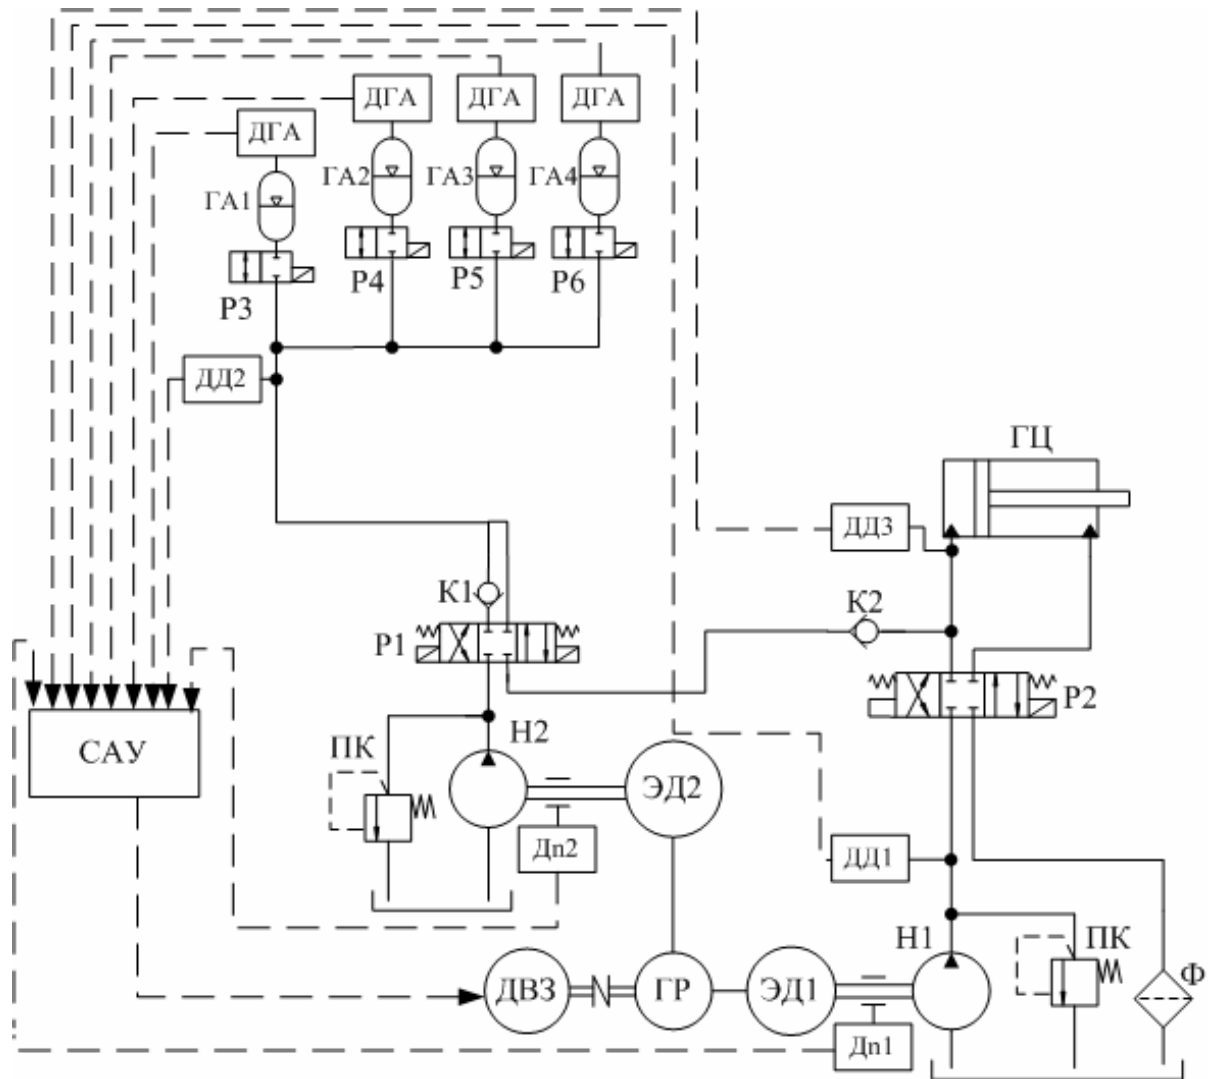 ДГА
ДГА
ДГА
ДГА
ГА1
ГА2
ГА3
ГА4
Р3
Р4
Р5
Р6
ДД2
ГЦ
ДД3
К1
К2
Р1
Р2
САУ
ПК
Н2
ЭД2
Дп2
ДД1
Н1
ПК
Ф
ДВЗ
ГР
ЭД1
Дп1